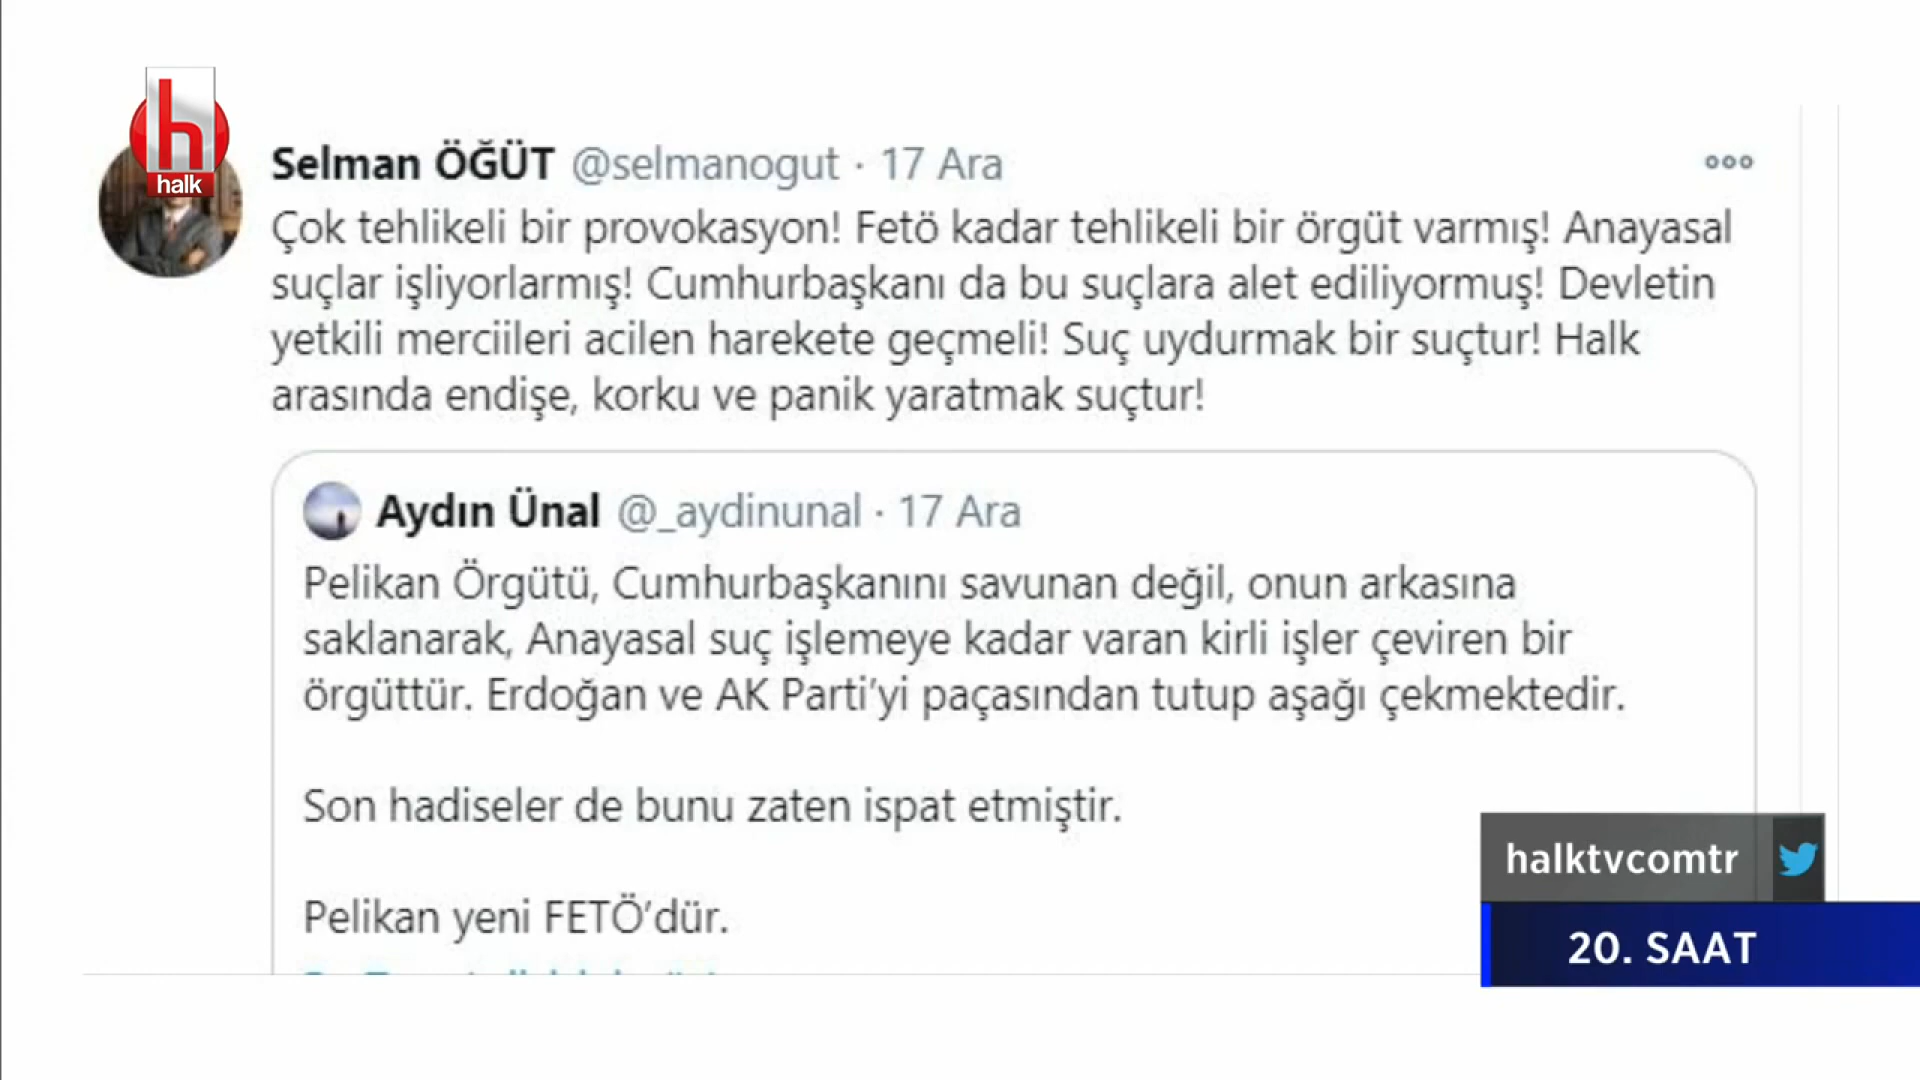 h
halk
Selman ÖĞÜT @selmanogut · 17 Ara
Çok tehlikeli bir provokasyon! Fetö kadar tehlikeli bir örgüt varmış! Anayasal
suçlar işliyorlarmış! Cumhurbaşkanı da bu suçlara alet ediliyormuş! Devletin
yetkili merciileri acilen harekete geçmeli! Suç uydurmak bir suçtur! Halk
arasında endişe, korku ve panik yaratmak suçtur!
Aydın Ünal @_aydinunal · 17 Ara
Pelikan Örgütü, Cumhurbaşkanını savunan değil, onun arkasına
saklanarak, Anayasal suç işlemeye kadar varan kirli işler çeviren bir
örgüttür. Erdoğan ve AK Parti’yi paçasından tutup aşağı çekmektedir.
Son hadiseler de bunu zaten ispat etmiştir.
Pelikan yeni FETÖ’dür.
halktvcomtr
20. SAAT